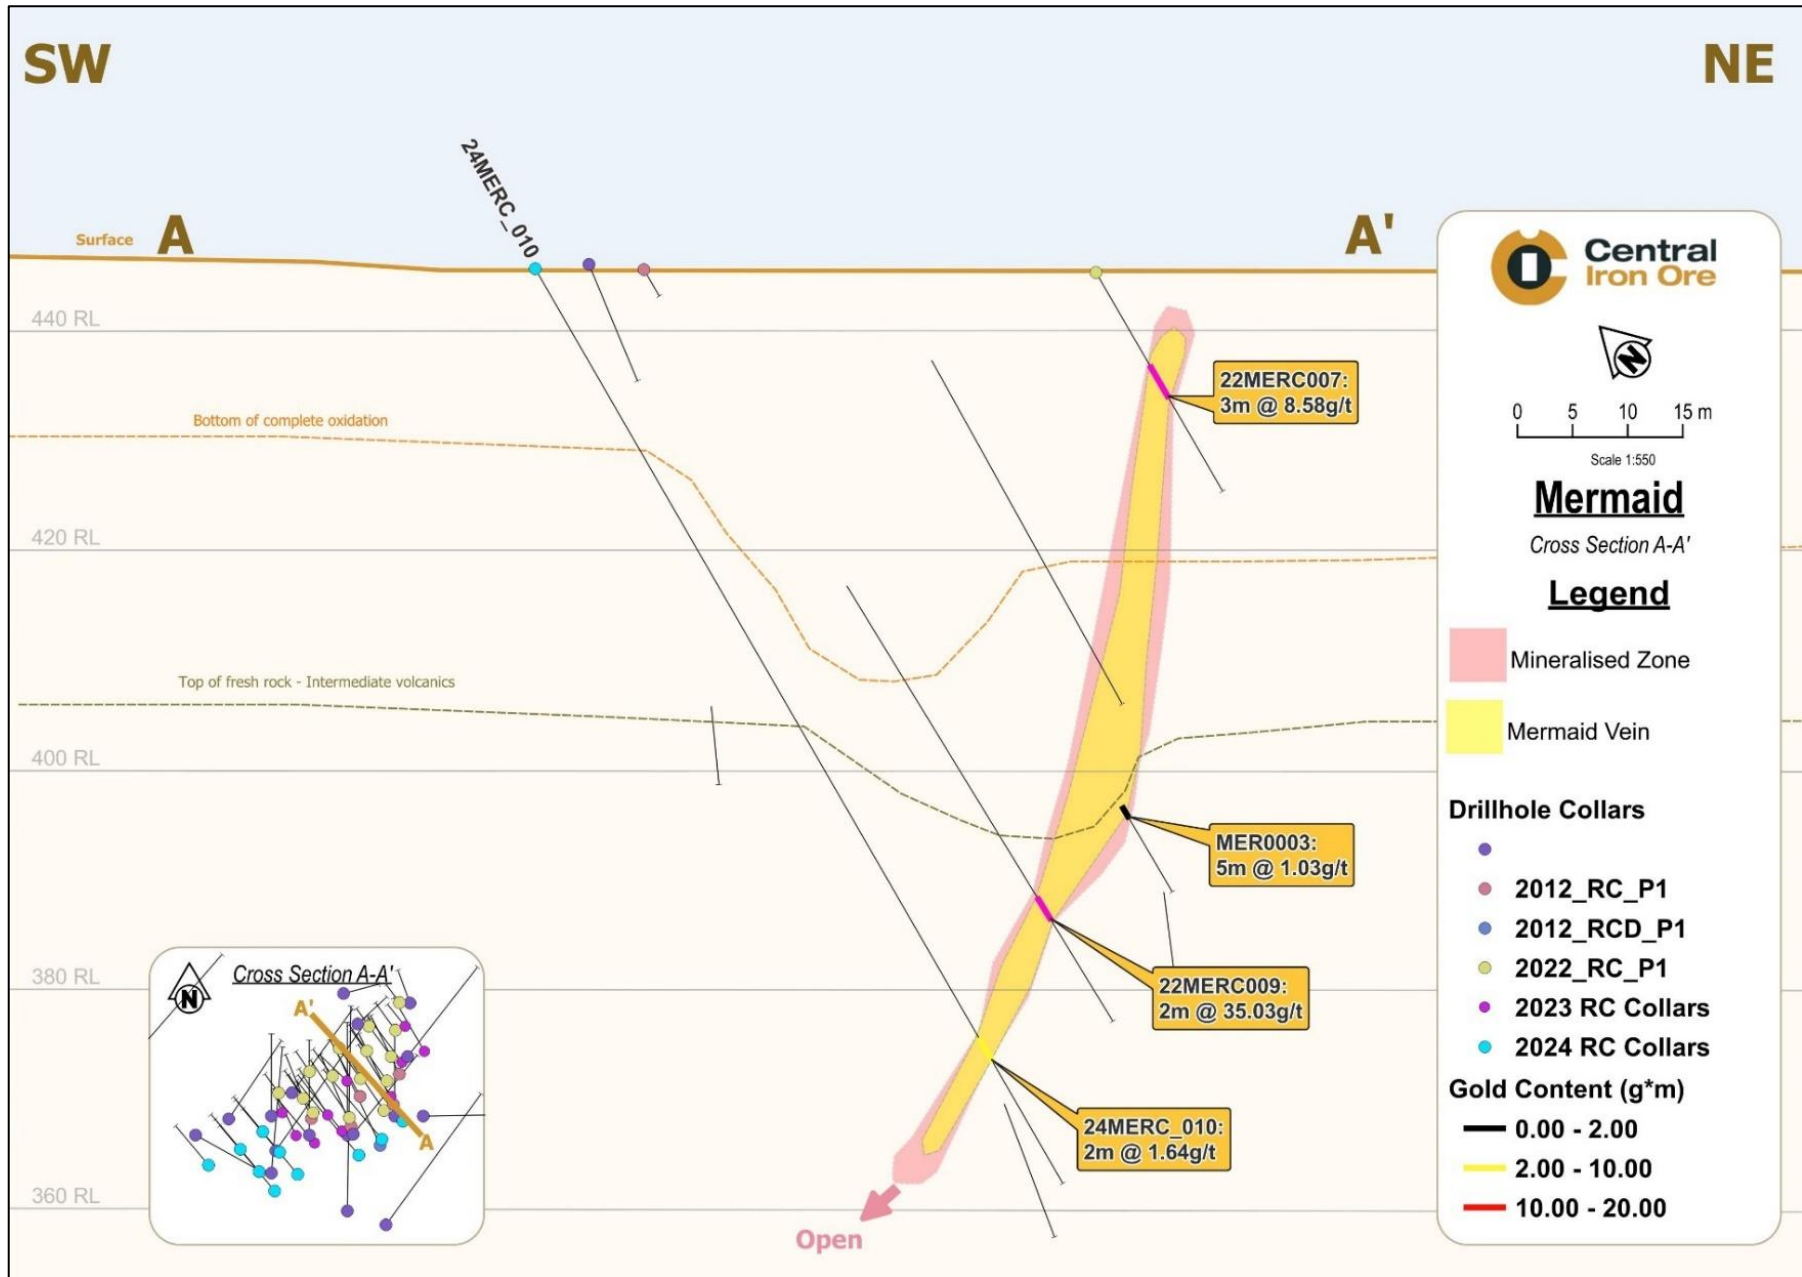 SW
NE
24MERC_010
Surface
A
A'
440 RL
Bottom of complete oxidation
420 RL
Top of fresh rock - Intermediate volcanics
400 RL
380 RL
360 RL
22MERC007:
3m @ 8.58g/t
MER0003:
5m @ 1.03g/t
22MERC009:
2m @ 35.03g/t
24MERC_010:
2m @ 1.64g/t
Open
N
Cross Section A-A'
A'
A
Central
Iron Ore
N
0 5 10 15 m
Scale 1:550
Mermaid
Cross Section A-A'
Legend
Mineralised Zone
Mermaid Vein
Drillhole Collars
2012_RC_P1
2012_RCD_P1
2022_RC_P1
2023 RC Collars
2024 RC Collars
Gold Content (g*m)
0.00 - 2.00
2.00 - 10.00
10.00 - 20.00